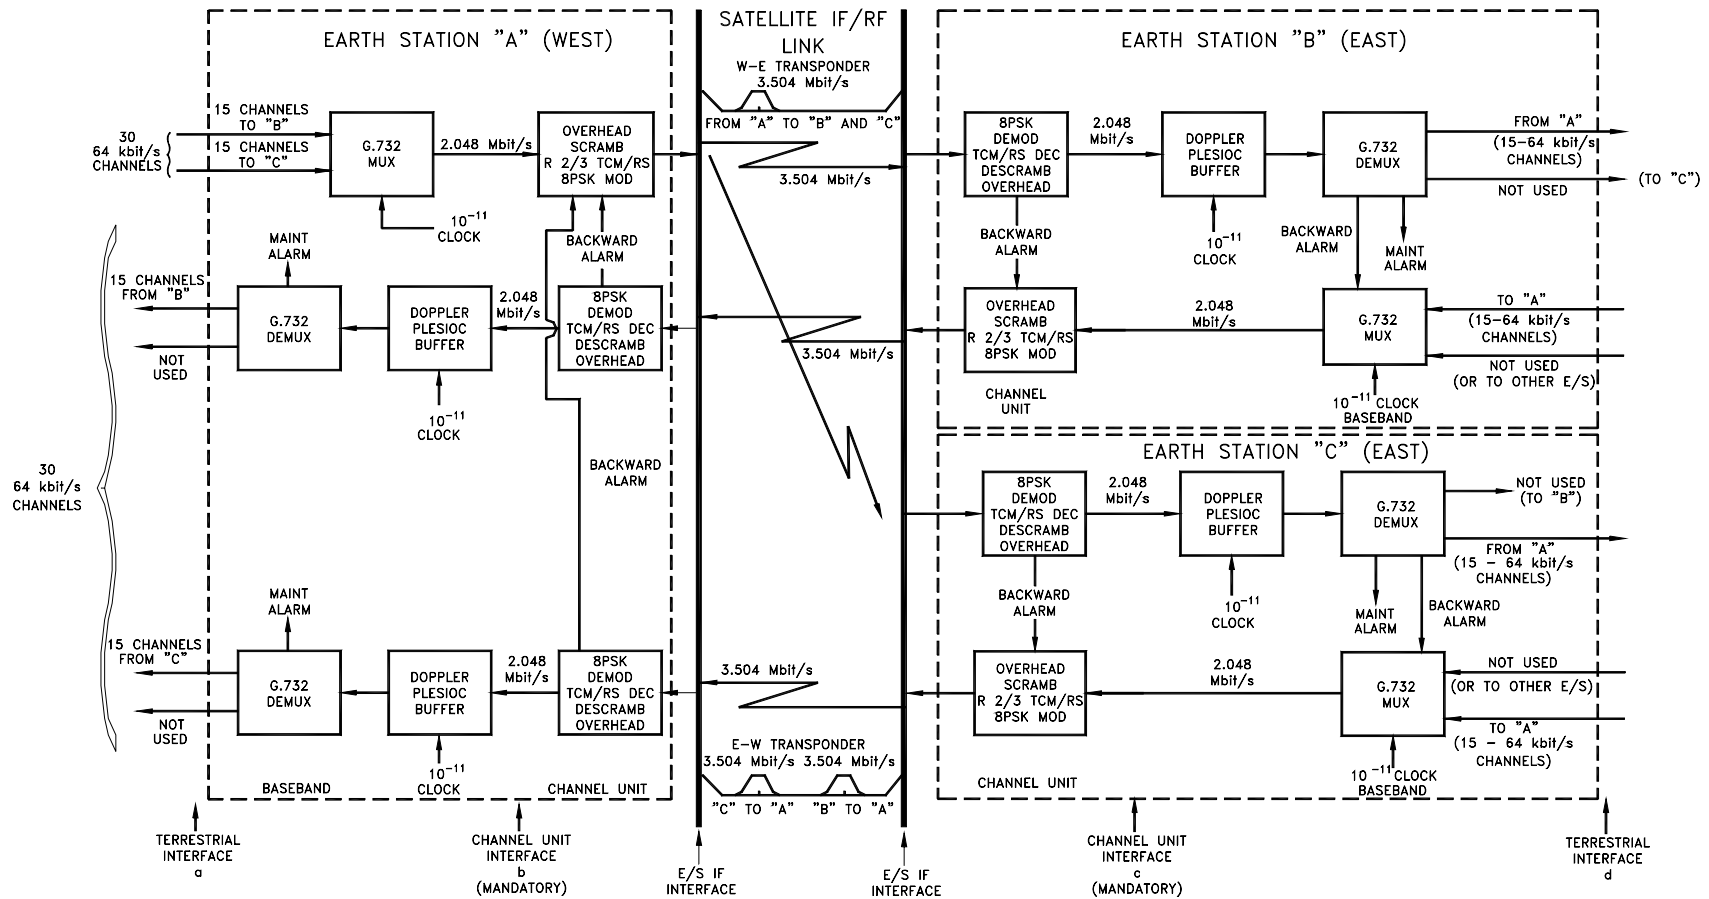 SATELLITE IF/RF
LINK
W-E TRANSPONDER
3.504 Mbit/s
FROM "A" TO "B" AND "C"
3.504 Mbit/s
3.504 Mbit/s
3.504 Mbit/s
E-W TRANSPONDER
3.504 Mbit/s 3.504 Mbit/s
"C" TO "A" "B" TO "A"
EARTH STATION "A" (WEST)
30
64 kbit/s
CHANNELS
15 CHANNELS
TO "B"
15 CHANNELS
TO "C"
G.732
MUX
2.048 Mbit/s
OVERHEAD
SCRAMB
R 2/3 TCM/RS
8PSK MOD
10⁻¹¹
CLOCK
BACKWARD
ALARM
MAINT
ALARM
15 CHANNELS
FROM "B"
NOT
USED
G.732
DEMUX
DOPPLER
PLESIOC
BUFFER
2.048
Mbit/s
8PSK
DEMOD
TCM/RS DEC
DESCRAMB
OVERHEAD
10⁻¹¹
CLOCK
30
64 kbit/s
CHANNELS
BACKWARD
ALARM
MAINT
ALARM
15 CHANNELS
FROM "C"
NOT
USED
G.732
DEMUX
DOPPLER
PLESIOC
BUFFER
2.048
Mbit/s
8PSK
DEMOD
TCM/RS DEC
DESCRAMB
OVERHEAD
10⁻¹¹
CLOCK
BASEBAND
CHANNEL UNIT
EARTH STATION "B" (EAST)
8PSK
DEMOD
TCM/RS DEC
DESCRAMB
OVERHEAD
2.048
Mbit/s
DOPPLER
PLESIOC
BUFFER
G.732
DEMUX
FROM "A"
(15-64 kbit/s
CHANNELS)
NOT USED
(TO "C")
BACKWARD
ALARM
10⁻¹¹
CLOCK
BACKWARD
ALARM
MAINT
ALARM
OVERHEAD
SCRAMB
R 2/3 TCM/RS
8PSK MOD
2.048
Mbit/s
G.732
MUX
TO "A"
(15-64 kbit/s
CHANNELS)
NOT USED
(OR TO OTHER E/S)
CHANNEL
UNIT
10⁻¹¹ CLOCK
BASEBAND
EARTH STATION "C" (EAST)
8PSK
DEMOD
TCM/RS DEC
DESCRAMB
OVERHEAD
2.048
Mbit/s
DOPPLER
PLESIOC
BUFFER
G.732
DEMUX
NOT USED
(TO "B")
FROM "A"
(15 - 64 kbit/s
CHANNELS)
BACKWARD
ALARM
10⁻¹¹
CLOCK
MAINT
ALARM
BACKWARD
ALARM
OVERHEAD
SCRAMB
R 2/3 TCM/RS
8PSK MOD
2.048
Mbit/s
G.732
MUX
NOT USED
(OR TO OTHER E/S)
TO "A"
(15 - 64 kbit/s
CHANNELS)
CHANNEL UNIT
10⁻¹¹ CLOCK
BASEBAND
TERRESTRIAL
INTERFACE
a
CHANNEL UNIT
INTERFACE
b
(MANDATORY)
E/S IF
INTERFACE
E/S IF
INTERFACE
CHANNEL UNIT
INTERFACE
c
(MANDATORY)
TERRESTRIAL
INTERFACE
d